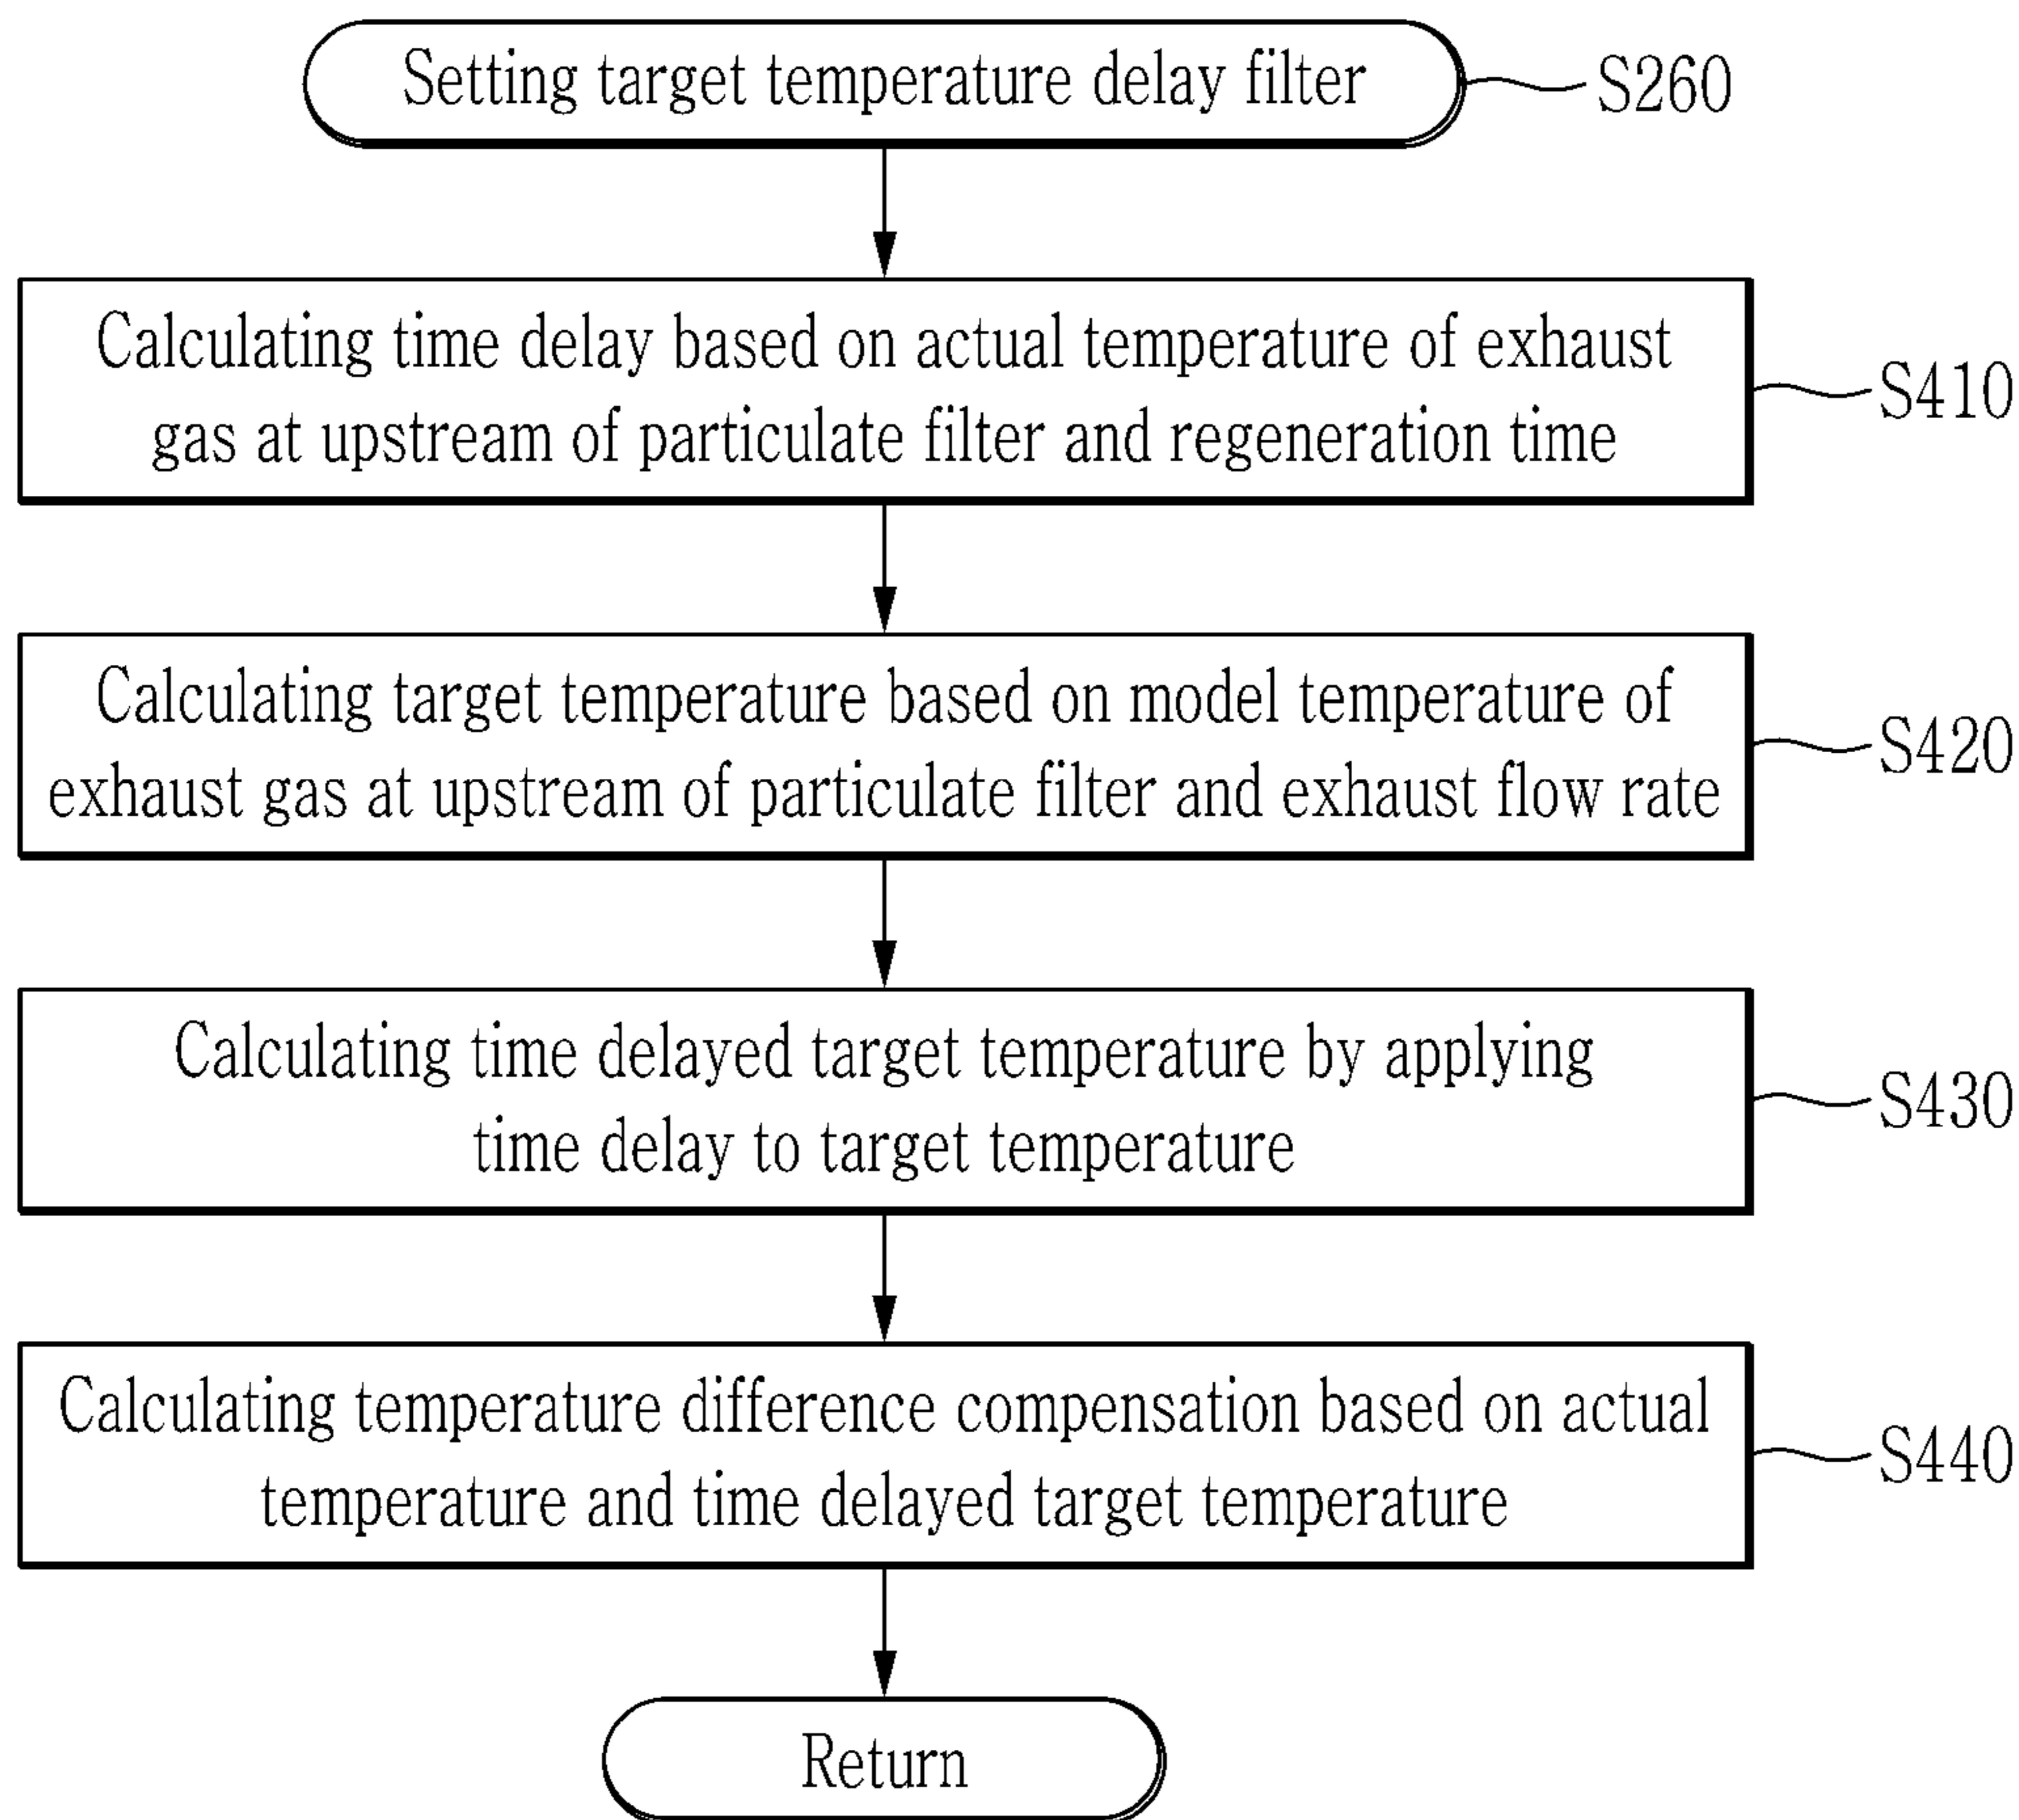 Setting target temperature delay filter
S260
Calculating time delay based on actual temperature of exhaust
gas at upstream of particulate filter and regeneration time
S410
Calculating target temperature based on model temperature of
exhaust gas at upstream of particulate filter and exhaust flow rate
S420
Calculating time delayed target temperature by applying
time delay to target temperature
S430
Calculating temperature difference compensation based on actual
temperature and time delayed target temperature
S440
Return